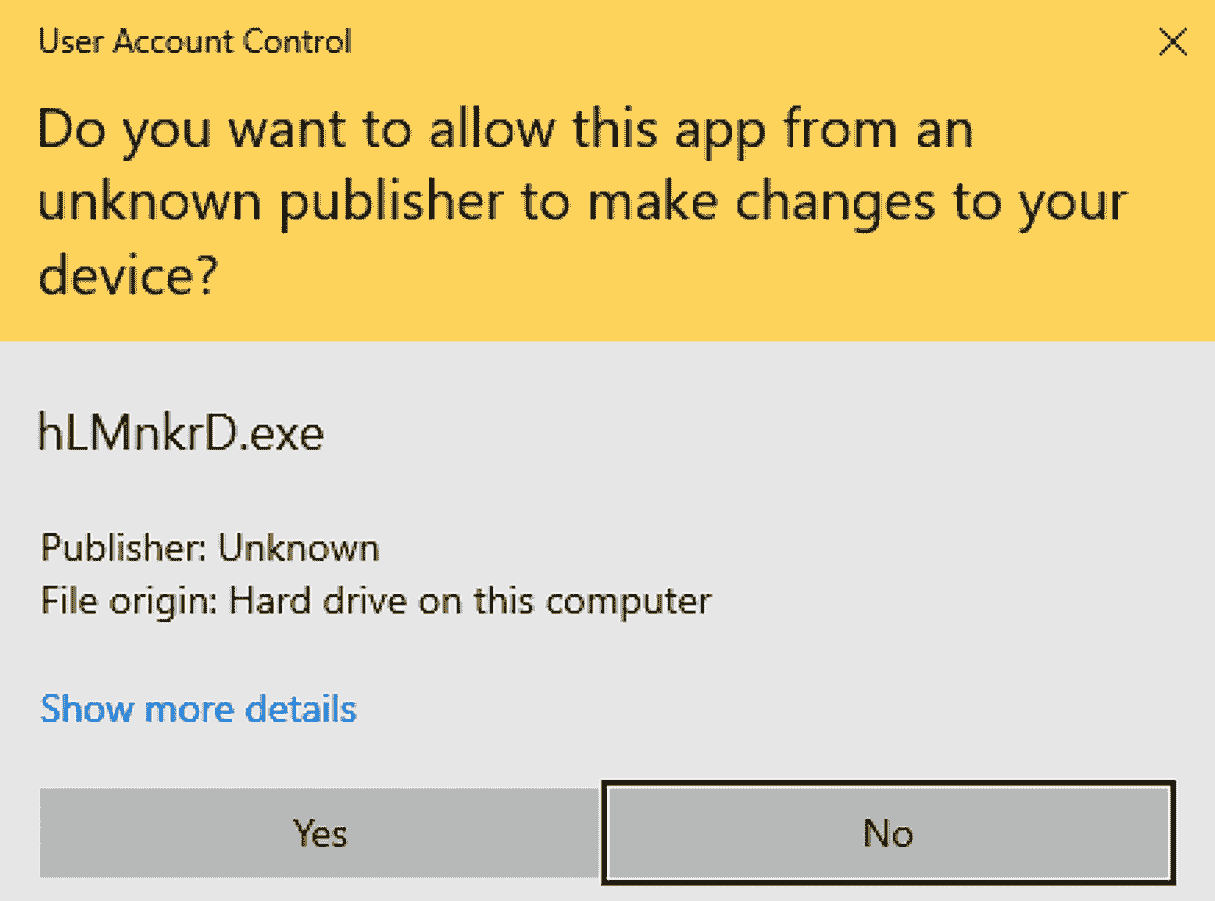 User Account Control
Do you want to allow this app from an
unknown publisher to make changes to your
device?
hLMnkrD.exe
Publisher: Unknown
File origin: Hard drive on this computer
Show more details
Yes
No